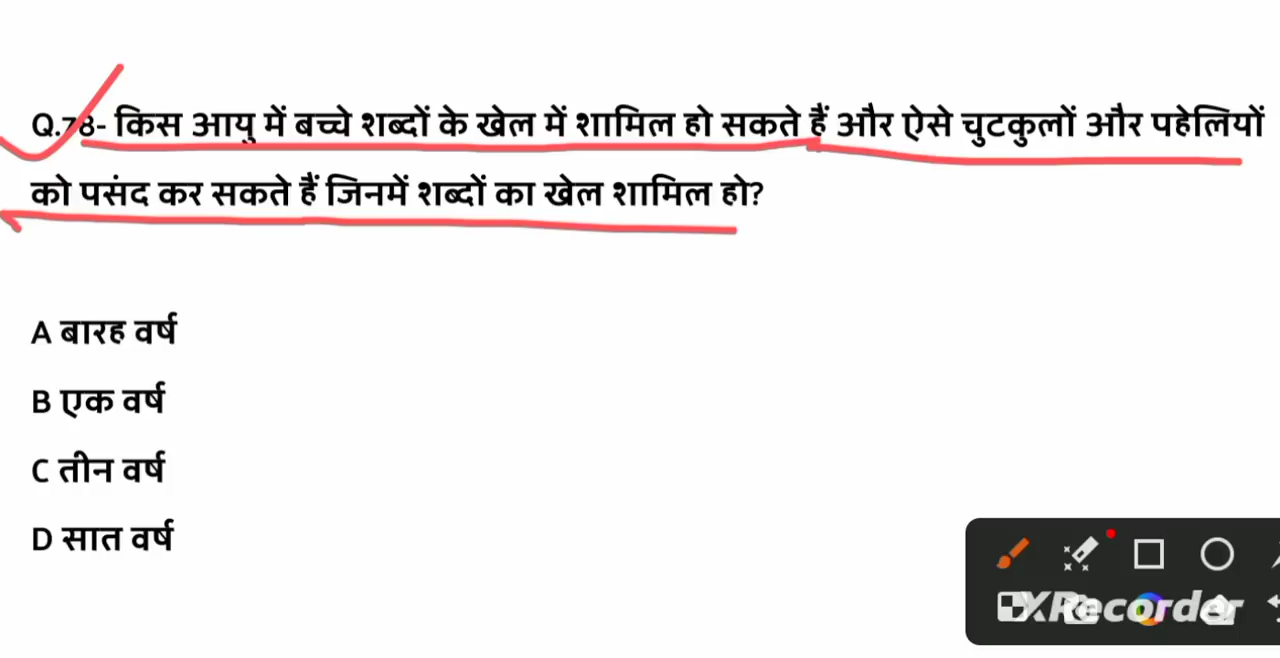 Q.78- किस आयु में बच्चे शब्दों के खेल में शामिल हो सकते हैं और ऐसे चुटकुलों और पहेलियों
को पसंद कर सकते हैं जिनमें शब्दों का खेल शामिल हो?
A बारह वर्ष
B एक वर्ष
C तीन वर्ष
D सात वर्ष
XRecorder